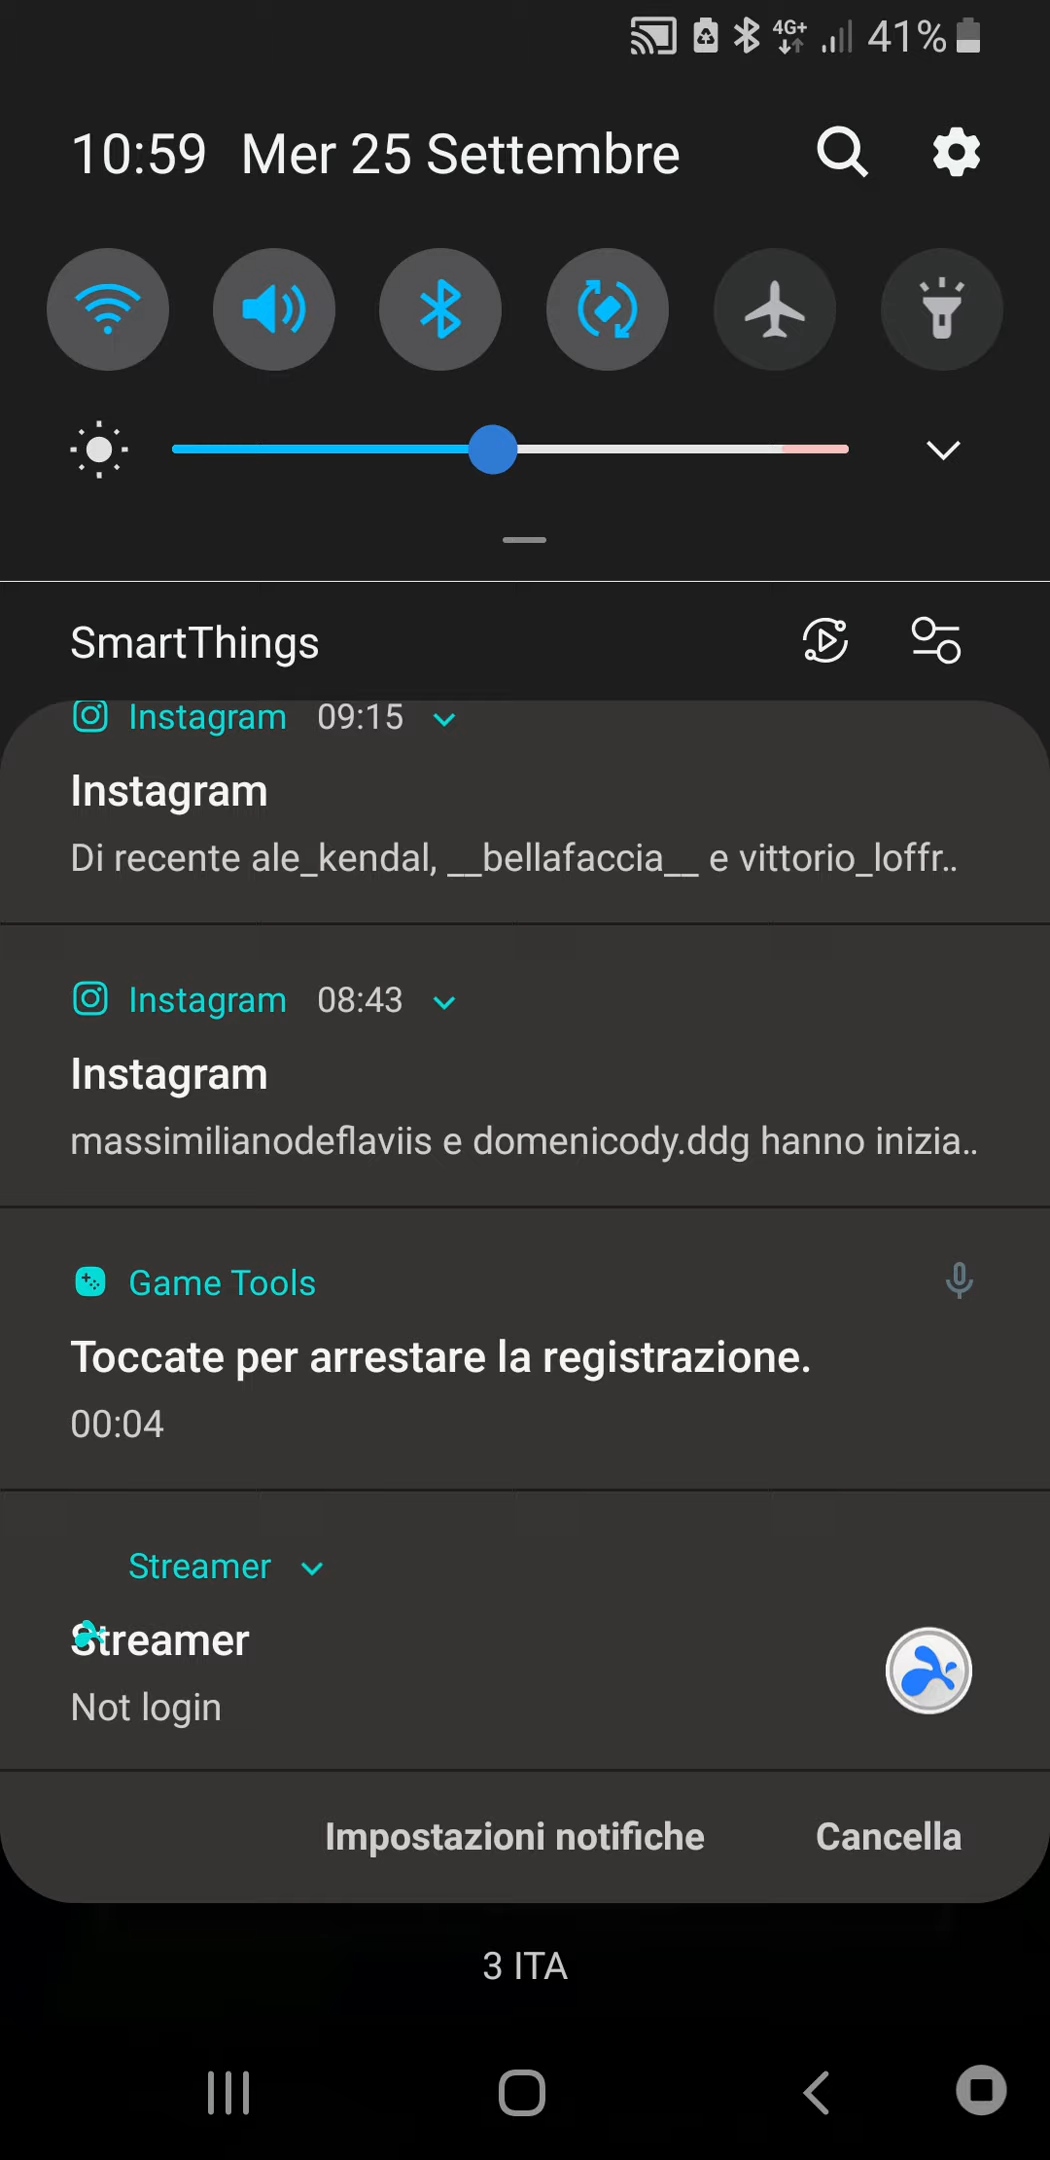 4G+ 41%
10:59 Mer 25 Settembre
SmartThings
Instagram 09:15
Instagram
Di recente ale_kendal, __bellafaccia__ e vittorio_loffr..
Instagram 08:43
Instagram
massimilianodeflaviis e domenicody.ddg hanno inizia..
Game Tools
Toccate per arrestare la registrazione.
00:04
Streamer
Streamer
Not login
Impostazioni notifiche Cancella
3 ITA